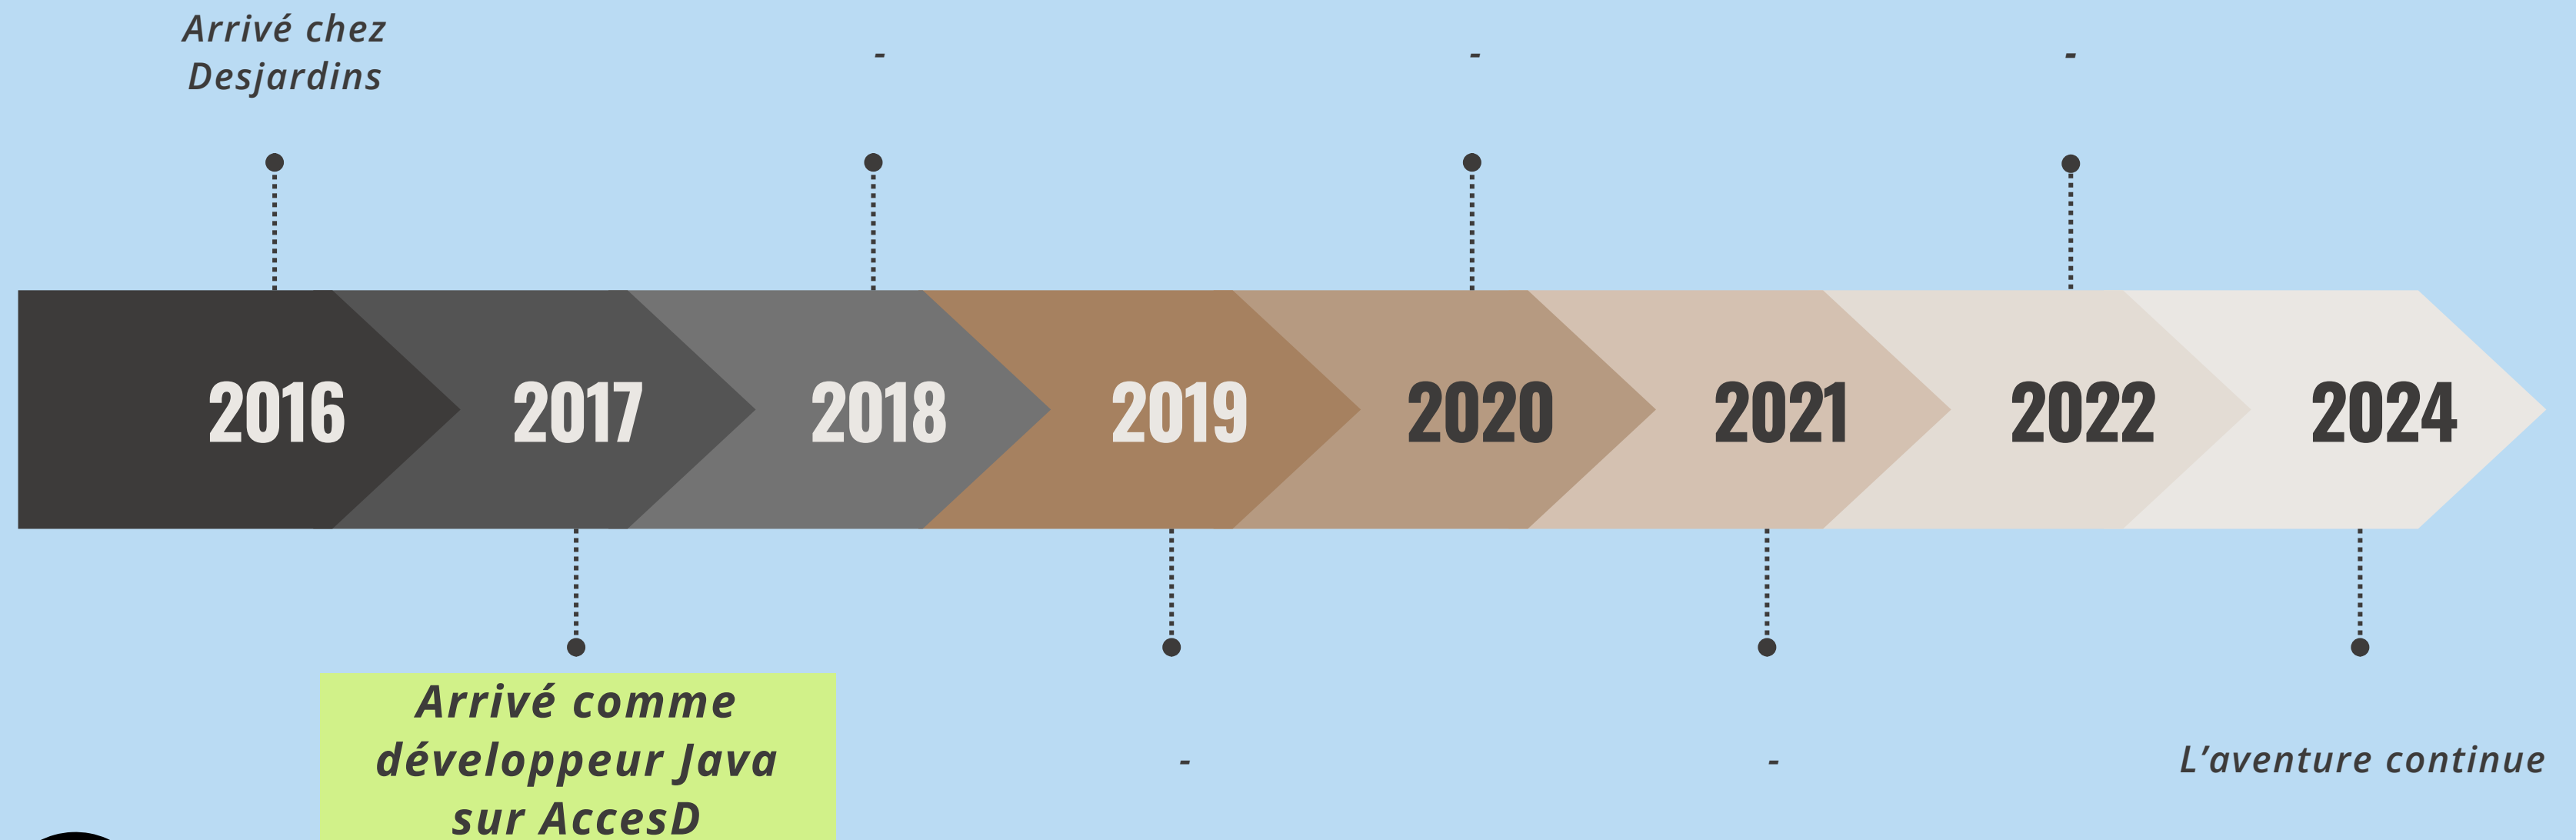 Arrivé chez
Desjardins
-
-
-
2016
2017
2018
2019
2020
2021
2022
2024
Arrivé comme
développeur Java
sur AccesD
-
-
L’aventure continue